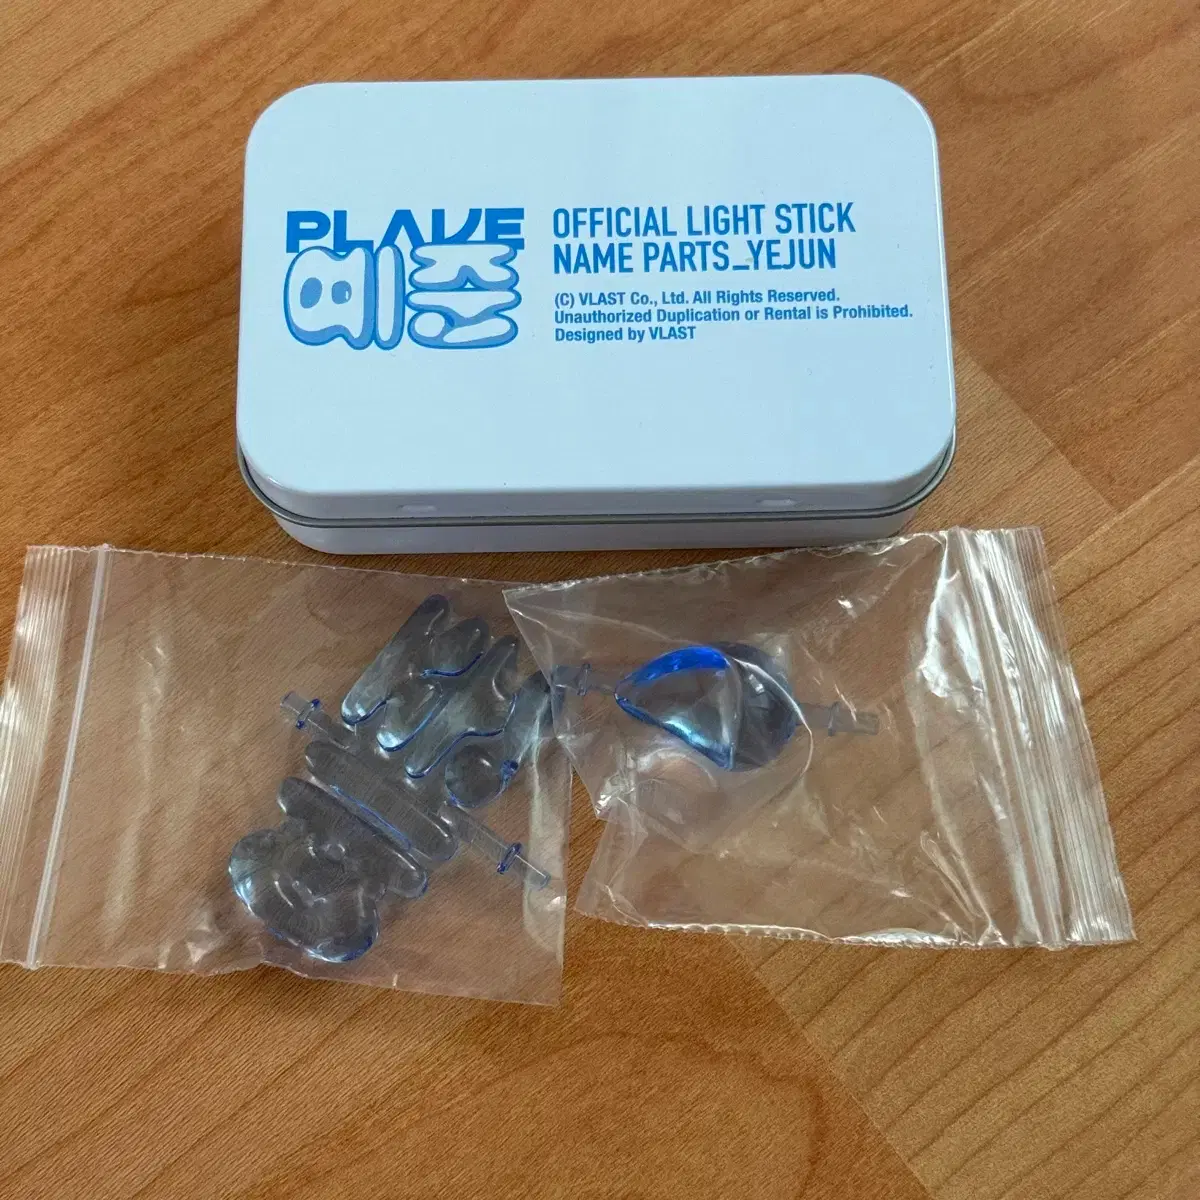 PLAVE
예준
OFFICIAL LIGHT STICK
NAME PARTS_YEJUN
(C) VLAST Co., Ltd. All Rights Reserved.
Unauthorized Duplication or Rental is Prohibited.
Designed by VLAST